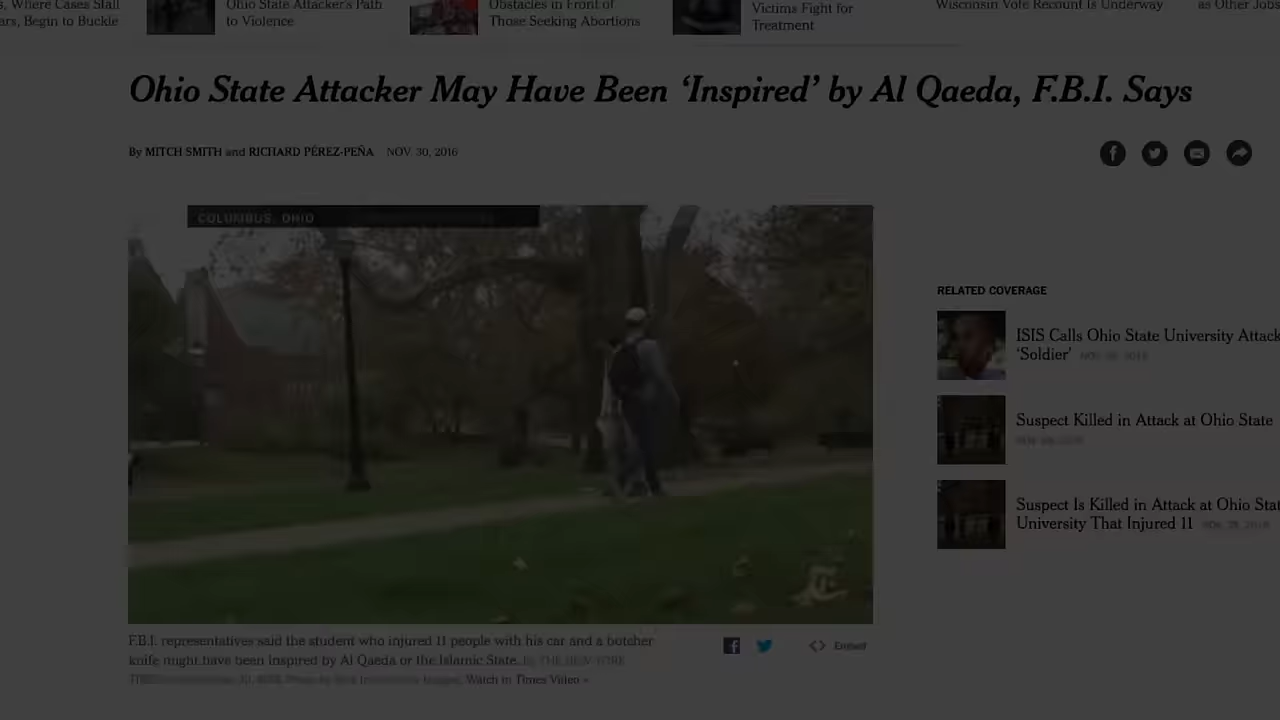 s, Where Cases Stall
ars, Begin to Buckle
Ohio State Attacker's Path
to Violence
Obstacles in Front of
Those Seeking Abortions
Victims Fight for
Treatment
Wisconsin Vote Recount Is Underway
as Other Jobs
Ohio State Attacker May Have Been ‘Inspired’ by Al Qaeda, F.B.I. Says
By MITCH SMITH and RICHARD PÉREZ-PEÑA NOV. 30, 2016
COLUMBUS, OHIO
RELATED COVERAGE
ISIS Calls Ohio State University Attack
‘Soldier’
Suspect Killed in Attack at Ohio State
Suspect Is Killed in Attack at Ohio Stat
University That Injured 11
F.B.I. representatives said the student who injured 11 people with his car and a butcher
knife might have been inspired by Al Qaeda or the Islamic State. by THE NEW YORK
Watch in Times Video »
Embed